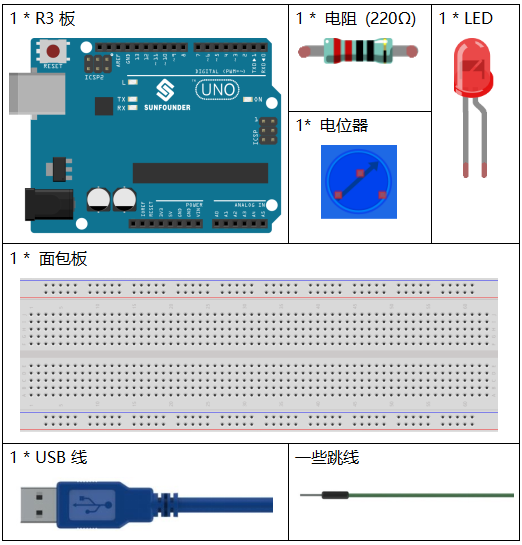 1 * R3 板
1 * 电阻 (220Ω)
1 * LED
RESET
ICSP2
AREF
GND
13
12
~11
~10
~9
8
7
~6
~5
4
~3
2
TX▸1
RX◂0
L
DIGITAL (PWM~)
TX
RX
SUNFOUNDER
UNO
ON
1
ICSP
POWER
ANALOG IN
IOREF
RESET
3V3
5V
GND
GND
VIN
A0
A1
A2
A3
A4
A5
1* 电位器
1 * 面包板
1 * USB 线
一些跳线